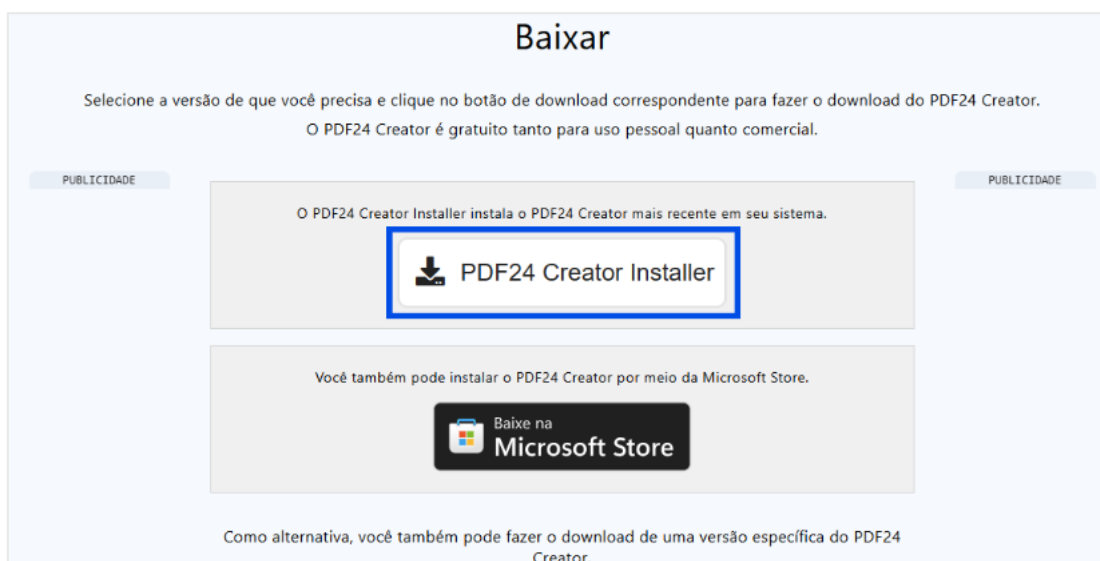 Baixar
Selecione a versão de que você precisa e clique no botão de download correspondente para fazer o download do PDF24 Creator.
O PDF24 Creator é gratuito tanto para uso pessoal quanto comercial.
PUBLICIDADE
PUBLICIDADE
O PDF24 Creator Installer instala o PDF24 Creator mais recente em seu sistema.
PDF24 Creator Installer
Você também pode instalar o PDF24 Creator por meio da Microsoft Store.
Baixe na
Microsoft Store
Como alternativa, você também pode fazer o download de uma versão específica do PDF24
Creator.